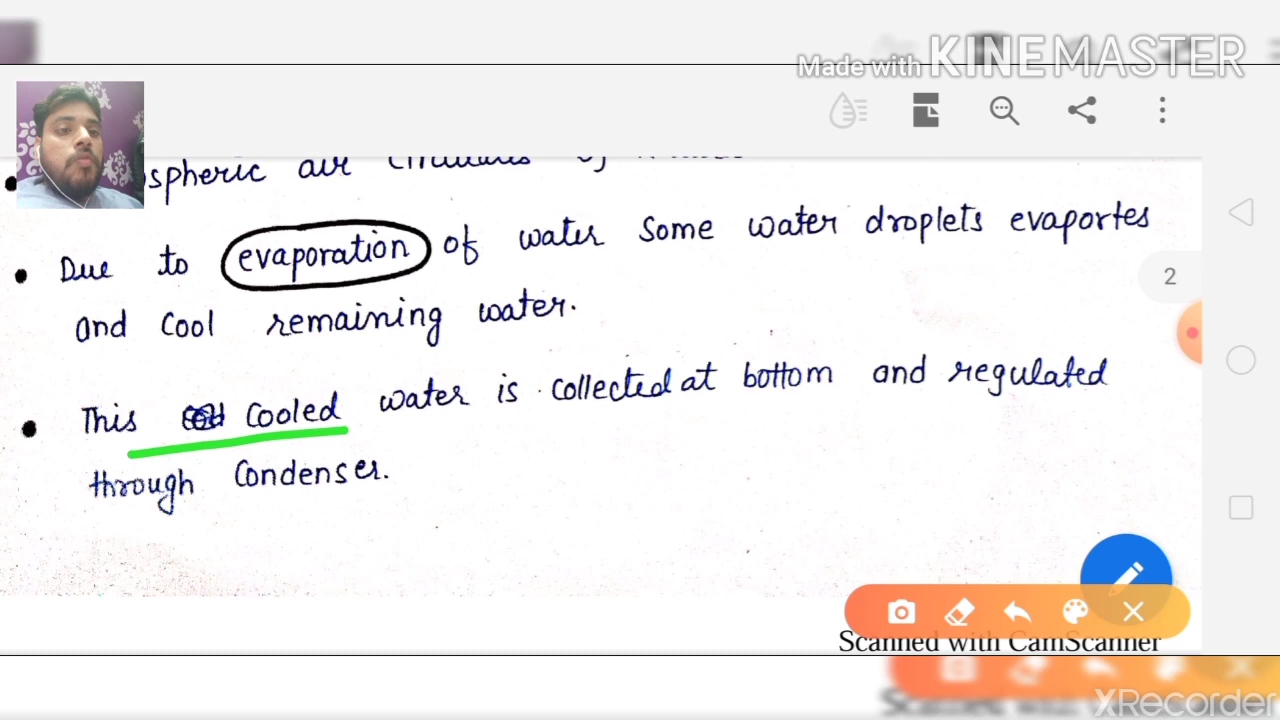 Made with KINEMASTER
spheric air
Due to evaporation of water some water droplets evaportes
and cool remaining water.
2
This cooled water is collected at bottom and regulated
through Condenser.
Scanned with CamScanner
XRecorder